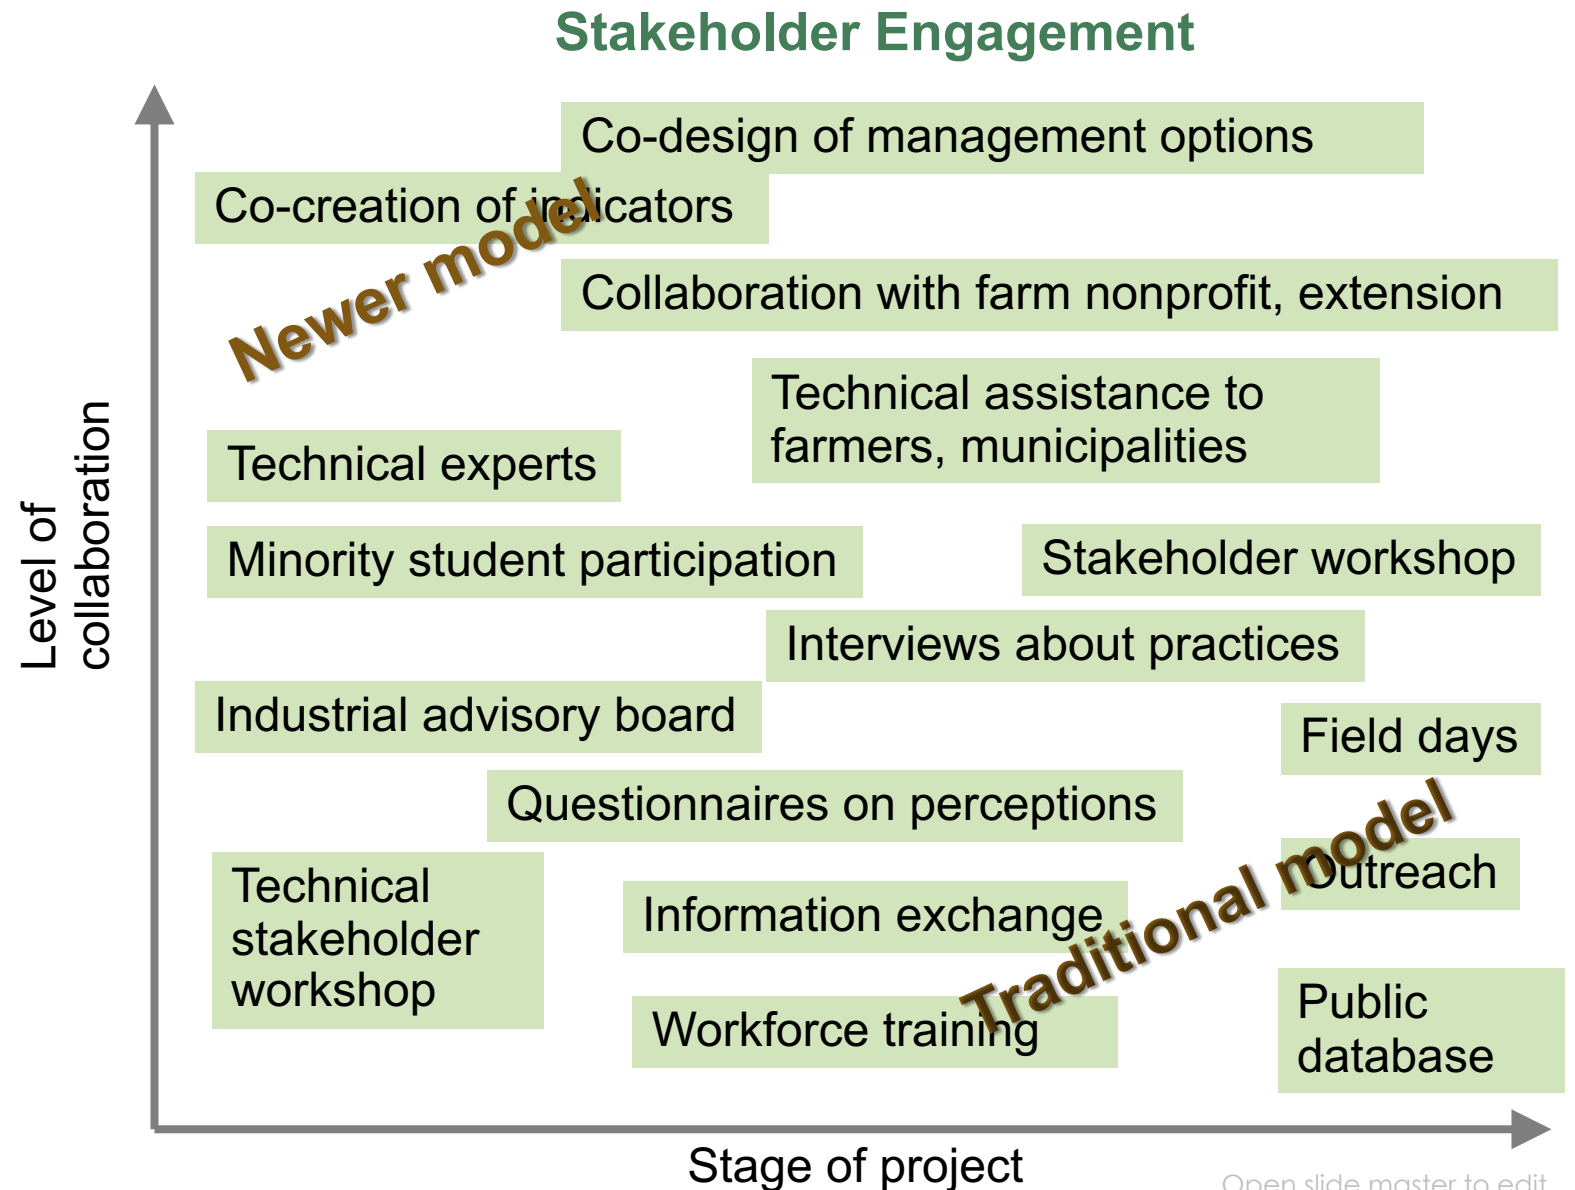 Stakeholder Engagement
Co-design of management options
Co-creation of indicators
Newer model
Collaboration with farm nonprofit, extension
Technical assistance to
farmers, municipalities
Technical experts
Level of
collaboration
Minority student participation
Stakeholder workshop
Interviews about practices
Industrial advisory board
Field days
Questionnaires on perceptions
Traditional model
Outreach
Technical
stakeholder
workshop
Information exchange
Public
database
Workforce training
Stage of project
Open slide master to edit